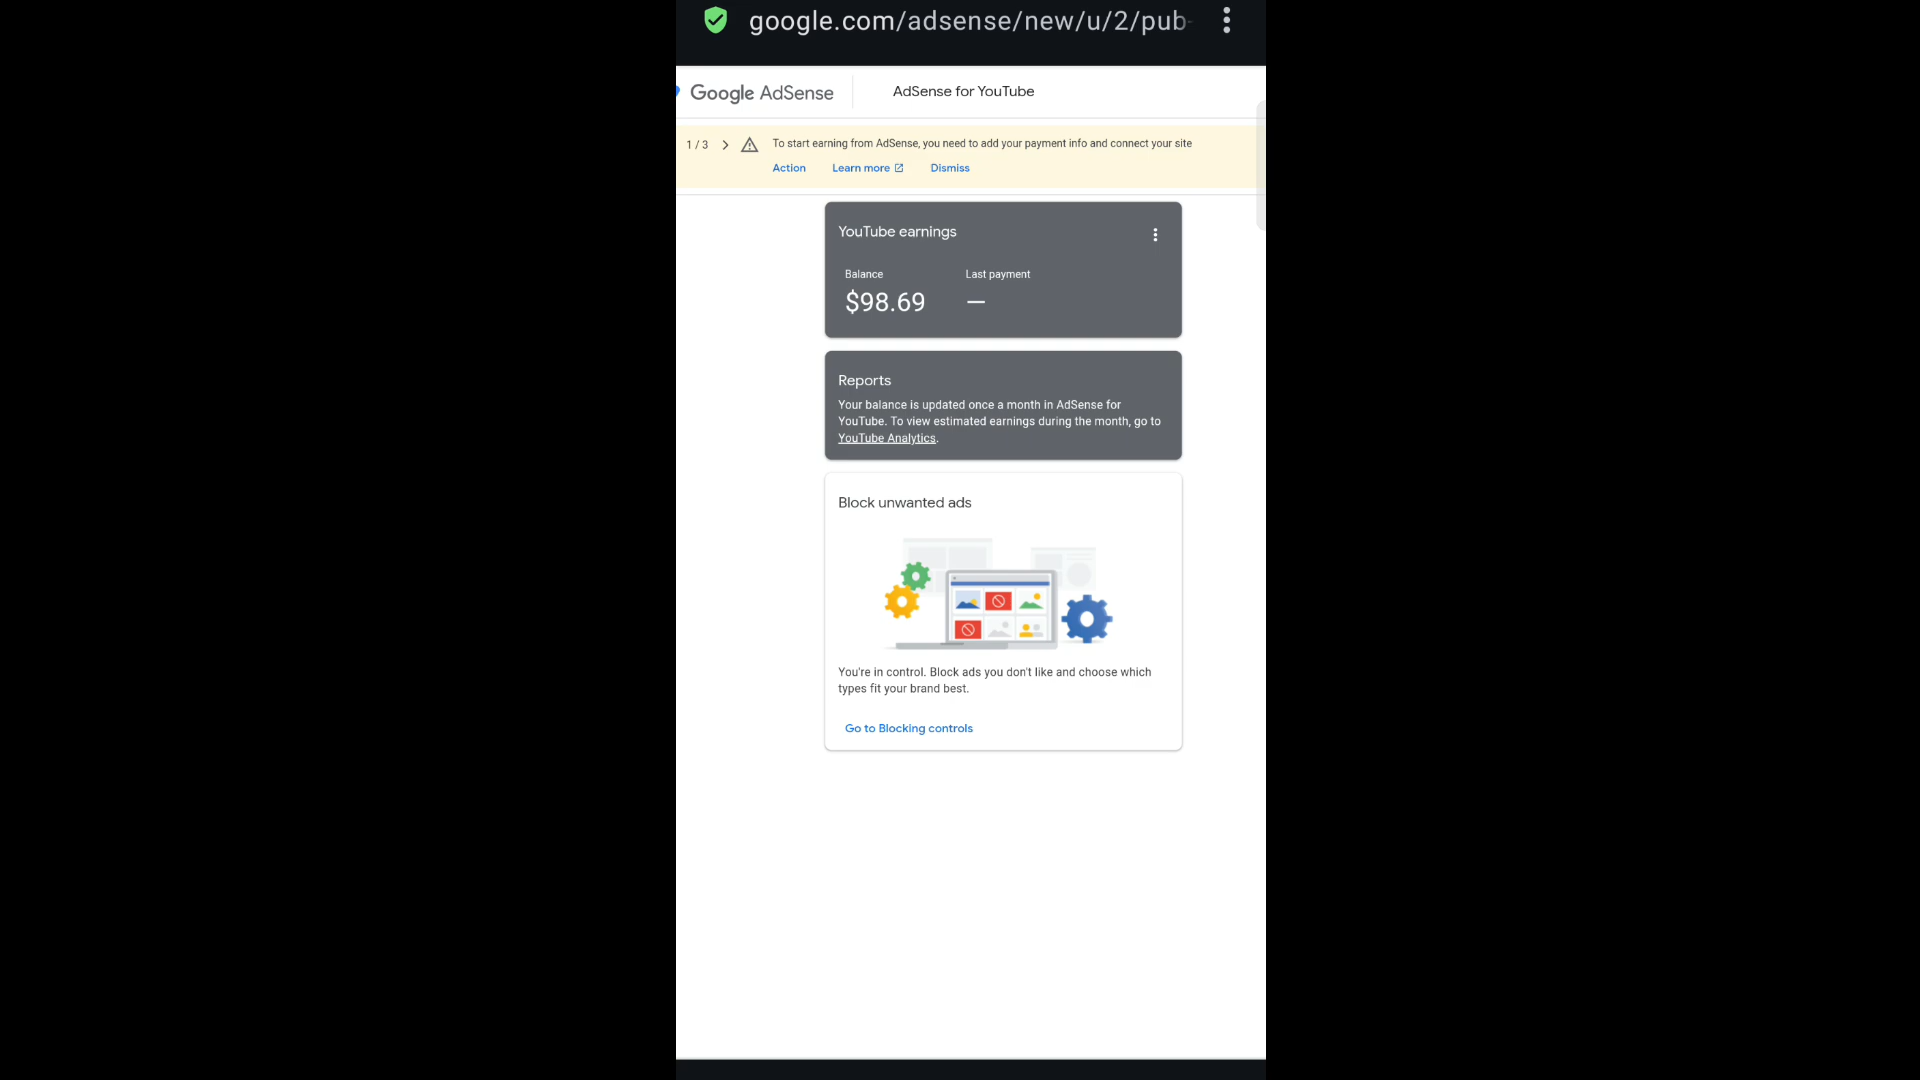 google.com/adsense/new/u/2/pub-
Google AdSense
AdSense for YouTube
1 / 3
To start earning from AdSense, you need to add your payment info and connect your site
Action Learn more Dismiss
YouTube earnings
Balance Last payment
$98.69 —
Reports
Your balance is updated once a month in AdSense for
YouTube. To view estimated earnings during the month, go to
YouTube Analytics.
Block unwanted ads
You're in control. Block ads you don't like and choose which
types fit your brand best.
Go to Blocking controls